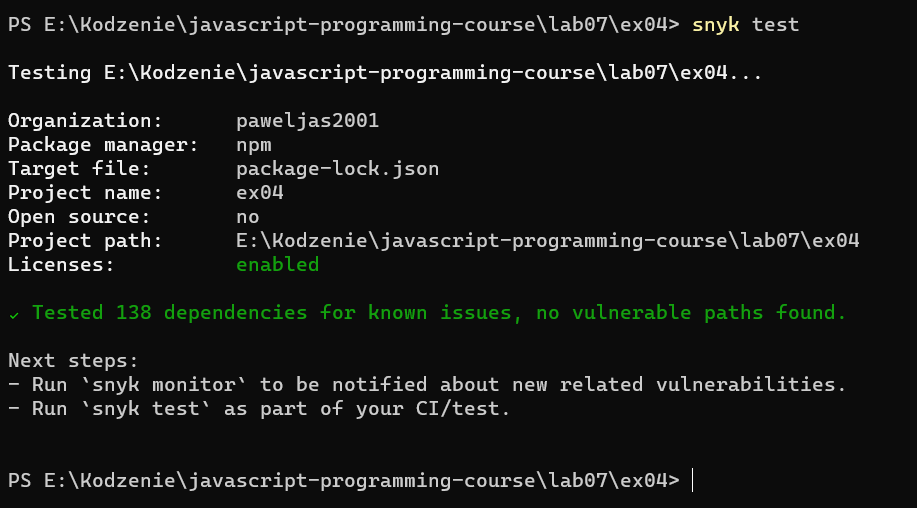 PS E:\Kodzenie\javascript-programming-course\lab07\ex04> snyk test
Testing E:\Kodzenie\javascript-programming-course\lab07\ex04...
Organization:      paweljas2001
Package manager:   npm
Target file:       package-lock.json
Project name:      ex04
Open source:       no
Project path:      E:\Kodzenie\javascript-programming-course\lab07\ex04
Licenses:          enabled
✓ Tested 138 dependencies for known issues, no vulnerable paths found.
Next steps:
- Run `snyk monitor` to be notified about new related vulnerabilities.
- Run `snyk test` as part of your CI/test.
PS E:\Kodzenie\javascript-programming-course\lab07\ex04>